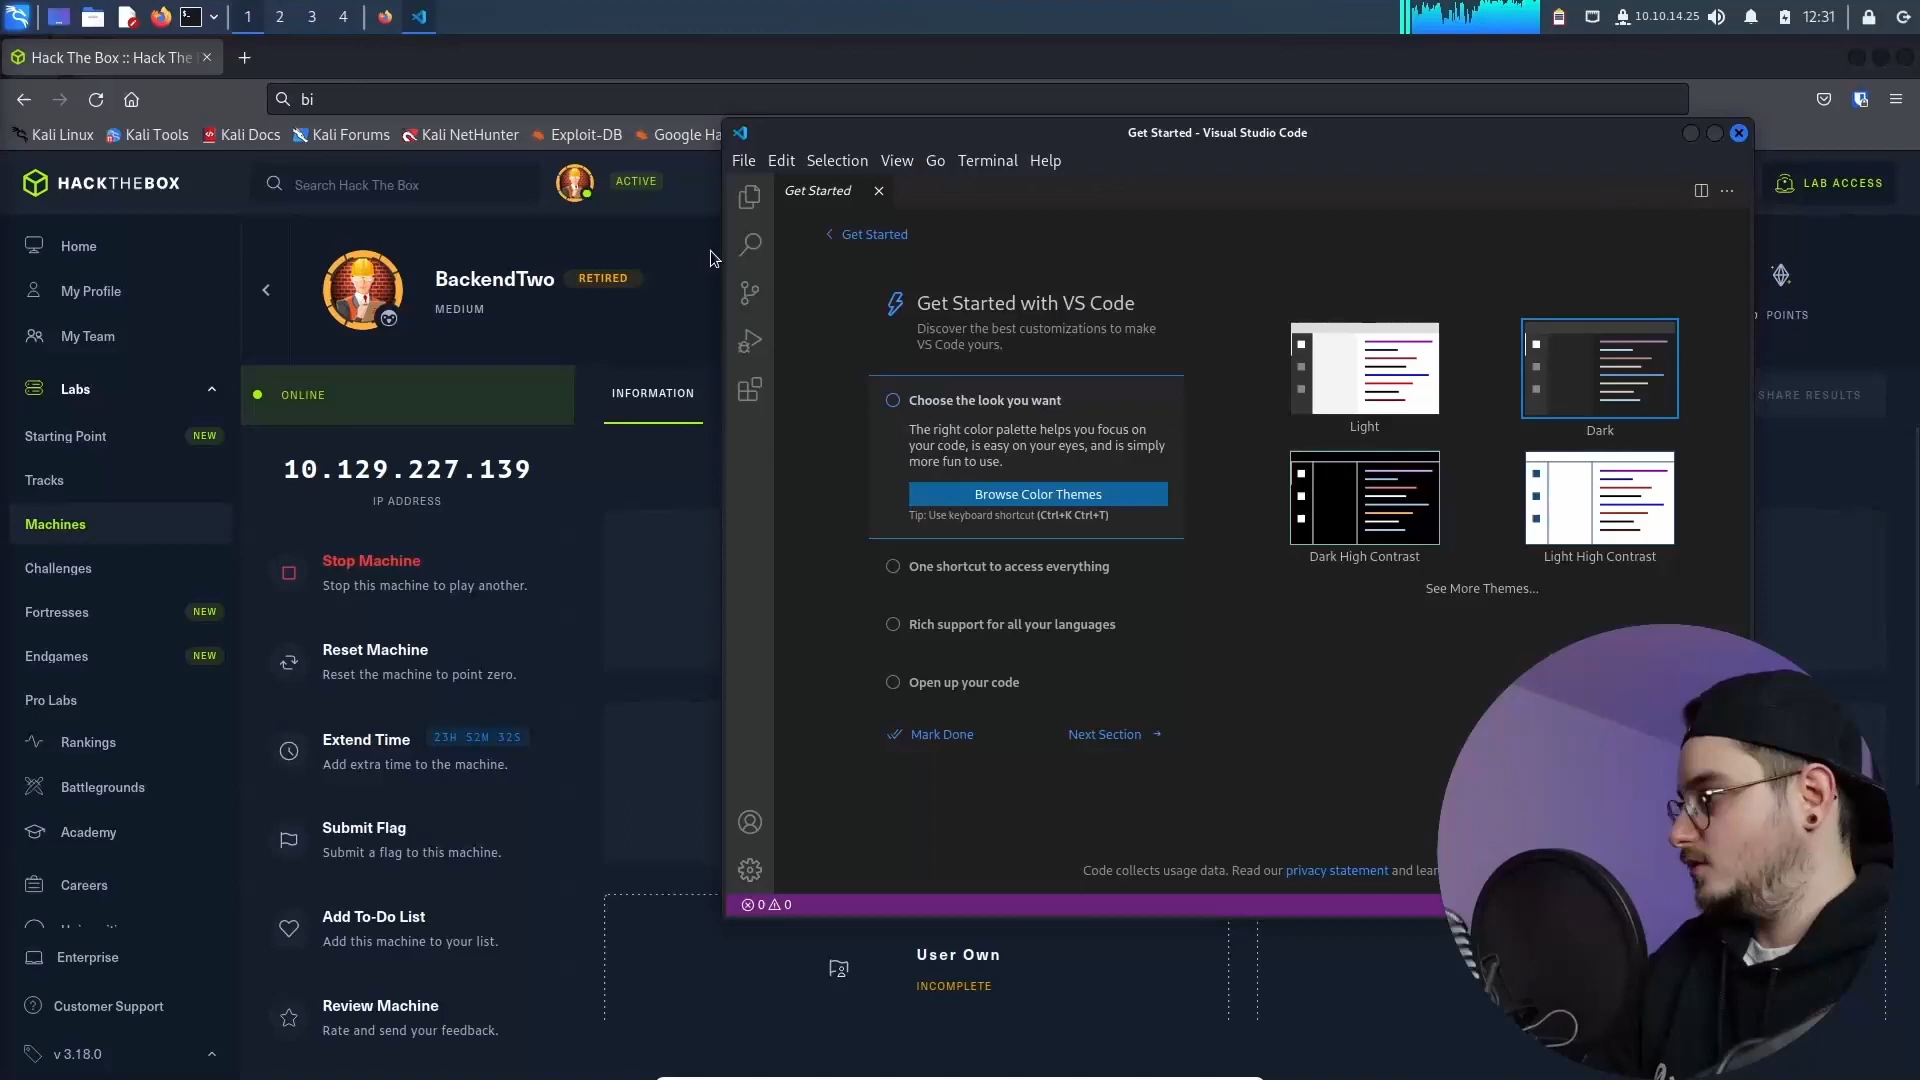 1
2
3
4
10.10.14.25
12:31
Hack The Box :: Hack The
bi
Kali Linux
Kali Tools
Kali Docs
Kali Forums
Kali NetHunter
Exploit-DB
Google Ha
HACKTHEBOX
Search Hack The Box
ACTIVE
LAB ACCESS
Home
My Profile
My Team
Labs
Starting Point NEW
Tracks
Machines
Challenges
Fortresses NEW
Endgames NEW
Pro Labs
Rankings
Battlegrounds
Academy
Careers
Enterprise
Customer Support
v 3.18.0
BackendTwo RETIRED
MEDIUM
POINTS
ONLINE
INFORMATION
SHARE RESULTS
10.129.227.139
IP ADDRESS
Stop Machine
Stop this machine to play another.
Reset Machine
Reset the machine to point zero.
Extend Time 23H 52M 32S
Add extra time to the machine.
Submit Flag
Submit a flag to this machine.
Add To-Do List
Add this machine to your list.
Review Machine
Rate and send your feedback.
User Own
INCOMPLETE
Get Started - Visual Studio Code
File Edit Selection View Go Terminal Help
Get Started
Get Started
Get Started with VS Code
Discover the best customizations to make
VS Code yours.
Choose the look you want
The right color palette helps you focus on
your code, is easy on your eyes, and is simply
more fun to use.
Browse Color Themes
Tip: Use keyboard shortcut (Ctrl+K Ctrl+T)
One shortcut to access everything
Rich support for all your languages
Open up your code
Mark Done
Next Section
Light
Dark
Dark High Contrast
Light High Contrast
See More Themes...
Code collects usage data. Read our privacy statement and lear
0 0